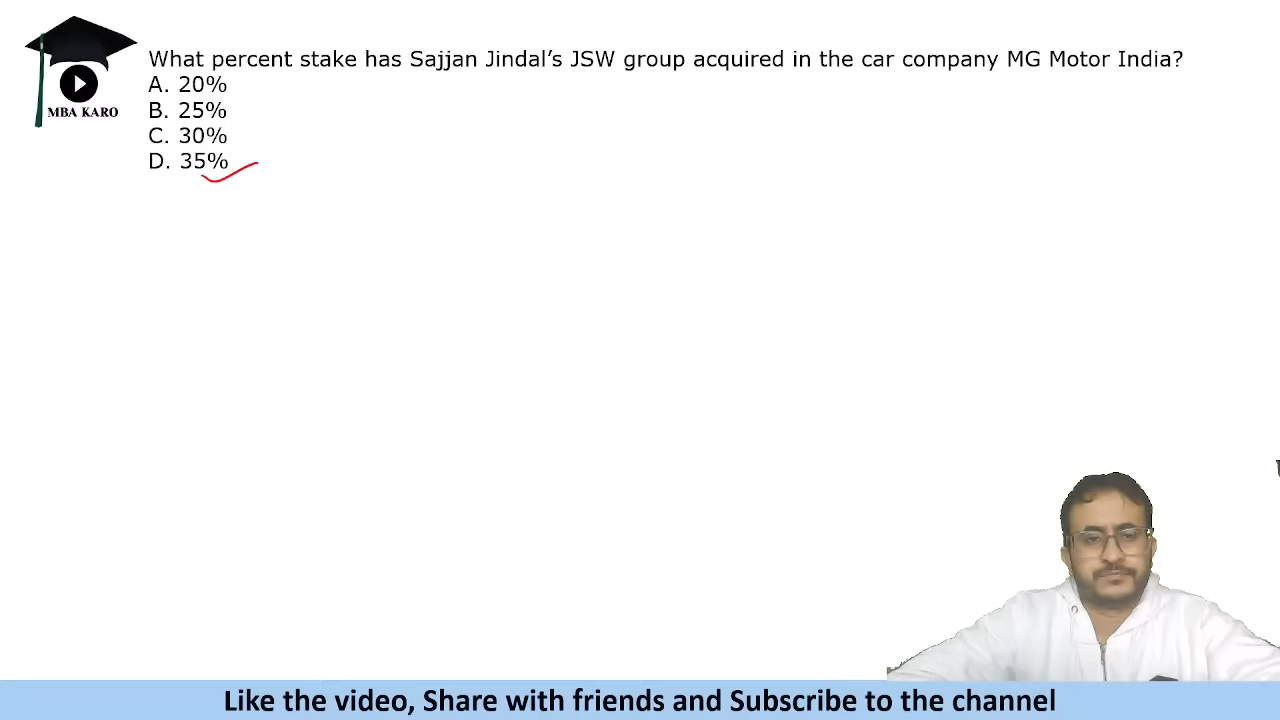 What percent stake has Sajjan Jindal’s JSW group acquired in the car company MG Motor India?
A. 20%
B. 25%
C. 30%
D. 35%
MBA KARO
Like the video, Share with friends and Subscribe to the channel